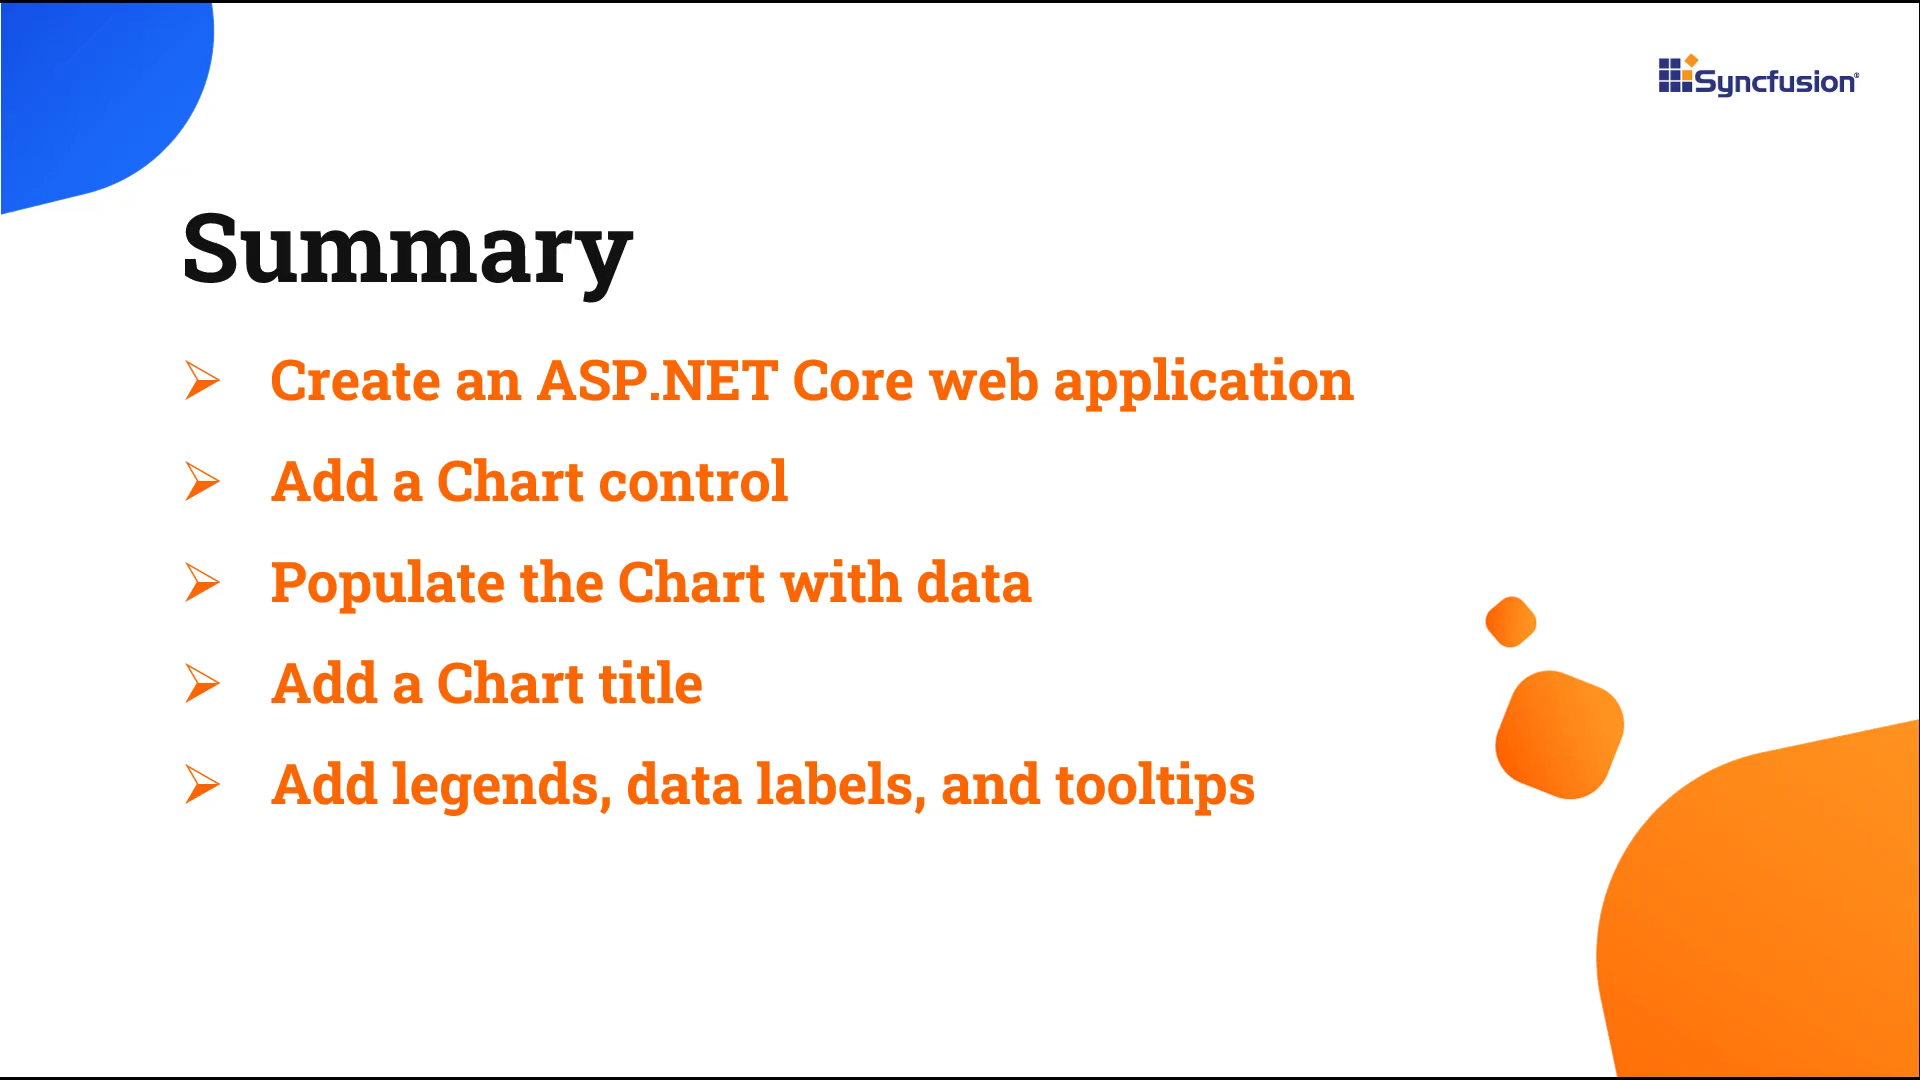 Syncfusion®
Summary
➢ Create an ASP.NET Core web application
➢ Add a Chart control
➢ Populate the Chart with data
➢ Add a Chart title
➢ Add legends, data labels, and tooltips